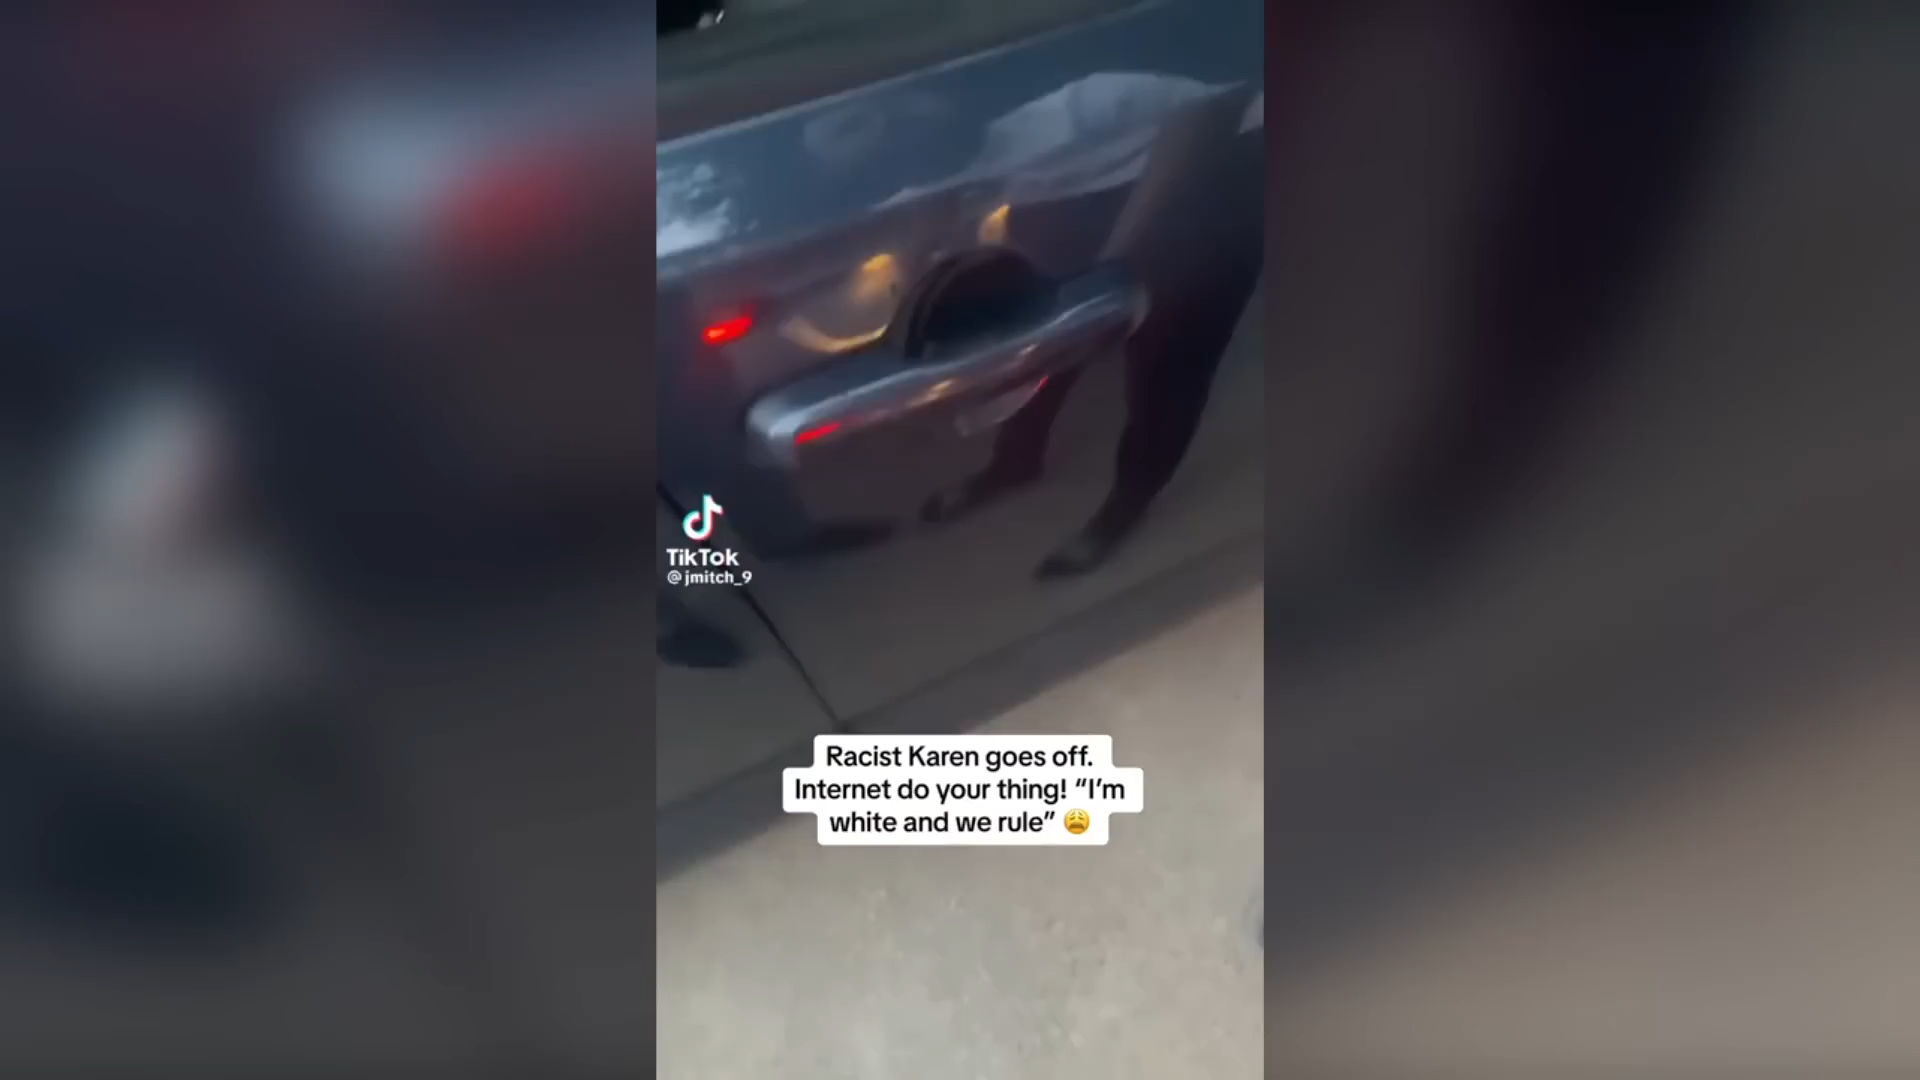 TikTok
@jmitch_9
Racist Karen goes off.
Internet do your thing! “I’m
white and we rule” 😩